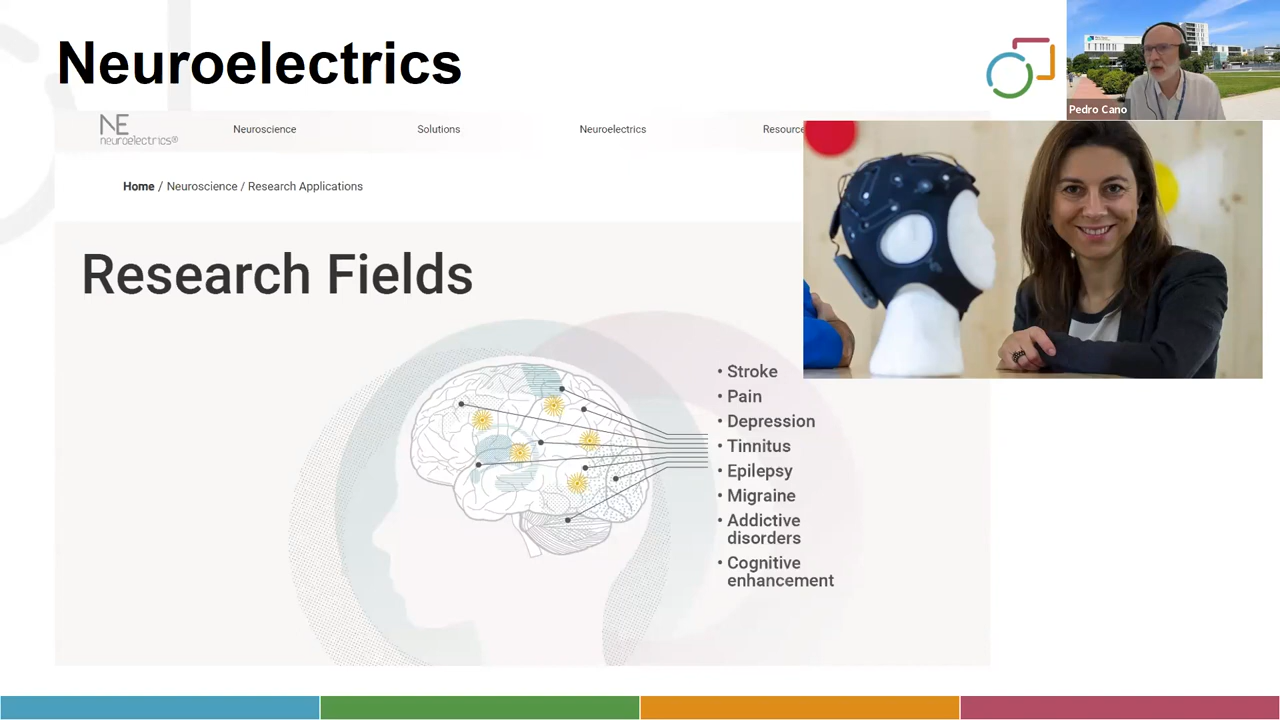 Neuroelectrics
NE
neuroelectrics®
Neuroscience
Solutions
Neuroelectrics
Resource
Home / Neuroscience / Research Applications
Research Fields
• Stroke
• Pain
• Depression
• Tinnitus
• Epilepsy
• Migraine
• Addictive
disorders
• Cognitive
enhancement
Pedro Cano